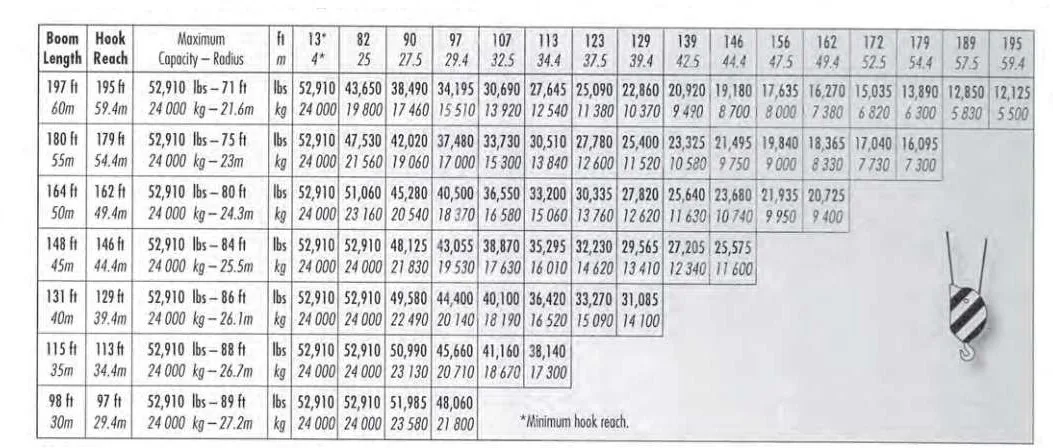 Boom Hook Maximum ft 13* 82 90 97 107 113 123 129 139 146 156 162 172 179 189 195
Length Reach Capacity – Radius m 4* 25 27.5 29.4 32.5 34.4 37.5 39.4 42.5 44.4 47.5 49.4 52.5 54.4 57.5 59.4
197 ft 195 ft 52,910 lbs – 71 ft lbs 52,910 43,650 38,490 34,195 30,690 27,645 25,090 22,860 20,920 19,180 17,635 16,270 15,035 13,890 12,850 12,125
60m 59.4m 24 000 kg – 21.6m kg 24 000 19 800 17 460 15 510 13 920 12 540 11 380 10 370 9 490 8 700 8 000 7 380 6 820 6 300 5 830 5 500
180 ft 179 ft 52,910 lbs – 75 ft lbs 52,910 47,530 42,020 37,480 33,730 30,510 27,780 25,400 23,325 21,495 19,840 18,365 17,040 16,095
55m 54.4m 24 000 kg – 23m kg 24 000 21 560 19 060 17 000 15 300 13 840 12 600 11 520 10 580 9 750 9 000 8 330 7 730 7 300
164 ft 162 ft 52,910 lbs – 80 ft lbs 52,910 51,060 45,280 40,500 36,550 33,200 30,335 27,820 25,640 23,680 21,935 20,725
50m 49.4m 24 000 kg – 24.3m kg 24 000 23 160 20 540 18 370 16 580 15 060 13 760 12 620 11 630 10 740 9 950 9 400
148 ft 146 ft 52,910 lbs – 84 ft lbs 52,910 52,910 48,125 43,055 38,870 35,295 32,230 29,565 27,205 25,575
45m 44.4m 24 000 kg – 25.5m kg 24 000 24 000 21 830 19 530 17 630 16 010 14 620 13 410 12 340 11 600
131 ft 129 ft 52,910 lbs – 86 ft lbs 52,910 52,910 49,580 44,400 40,100 36,420 33,270 31,085
40m 39.4m 24 000 kg – 26.1m kg 24 000 24 000 22 490 20 140 18 190 16 520 15 090 14 100
115 ft 113 ft 52,910 lbs – 88 ft lbs 52,910 52,910 50,990 45,660 41,160 38,140
35m 34.4m 24 000 kg – 26.7m kg 24 000 24 000 23 130 20 710 18 670 17 300
98 ft 97 ft 52,910 lbs – 89 ft lbs 52,910 52,910 51,985 48,060
30m 29.4m 24 000 kg – 27.2m kg 24 000 24 000 23 580 21 800 *Minimum hook reach.